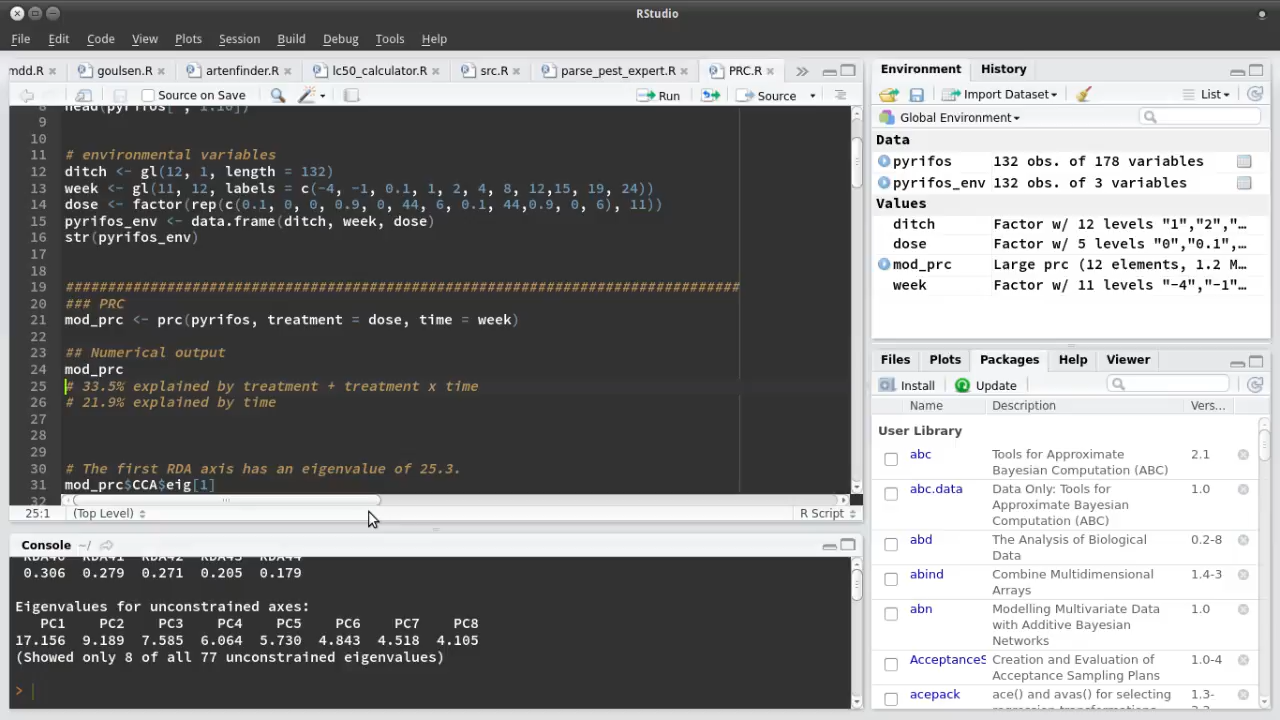 RStudio
File Edit Code View Plots Session Build Debug Tools Help
mdd.R goulsen.R artenfinder.R lc50_calculator.R src.R parse_pest_expert.R PRC.R
Source on Save Run Source
9
10
11 # environmental variables
12 ditch <- gl(12, 1, length = 132)
13 week <- gl(11, 12, labels = c(-4, -1, 0.1, 1, 2, 4, 8, 12,15, 19, 24))
14 dose <- factor(rep(c(0.1, 0, 0, 0.9, 0, 44, 6, 0.1, 44,0.9, 0, 6), 11))
15 pyrifos_env <- data.frame(ditch, week, dose)
16 str(pyrifos_env)
17
18
19 ################################################################################
20 ### PRC
21 mod_prc <- prc(pyrifos, treatment = dose, time = week)
22
23 ## Numerical output
24 mod_prc
25 # 33.5% explained by treatment + treatment x time
26 # 21.9% explained by time
27
28
29
30 # The first RDA axis has an eigenvalue of 25.3.
31 mod_prc$CCA$eig[1]
32
25:1 (Top Level) R Script
Console ~/
0.306 0.279 0.271 0.205 0.179
Eigenvalues for unconstrained axes:
PC1 PC2 PC3 PC4 PC5 PC6 PC7 PC8
17.156 9.189 7.585 6.064 5.730 4.843 4.518 4.105
(Showed only 8 of all 77 unconstrained eigenvalues)
>
Environment History
Import Dataset List
Global Environment
Data
pyrifos 132 obs. of 178 variables
pyrifos_env 132 obs. of 3 variables
Values
ditch Factor w/ 12 levels "1","2",…
dose Factor w/ 5 levels "0","0.1",…
mod_prc Large prc (12 elements, 1.2 M…
week Factor w/ 11 levels "-4","-1"…
Files Plots Packages Help Viewer
Install Update
Name Description Vers...
User Library
abc Tools for Approximate 2.1
Bayesian Computation (ABC)
abc.data Data Only: Tools for 1.0
Approximate Bayesian
Computation (ABC)
abd The Analysis of Biological 0.2-8
Data
abind Combine Multidimensional 1.4-3
Arrays
abn Modelling Multivariate Data 1.0
with Additive Bayesian
Networks
AcceptanceS Creation and Evaluation of 1.0-4
Acceptance Sampling Plans
acepack ace() and avas() for selecting 1.3-